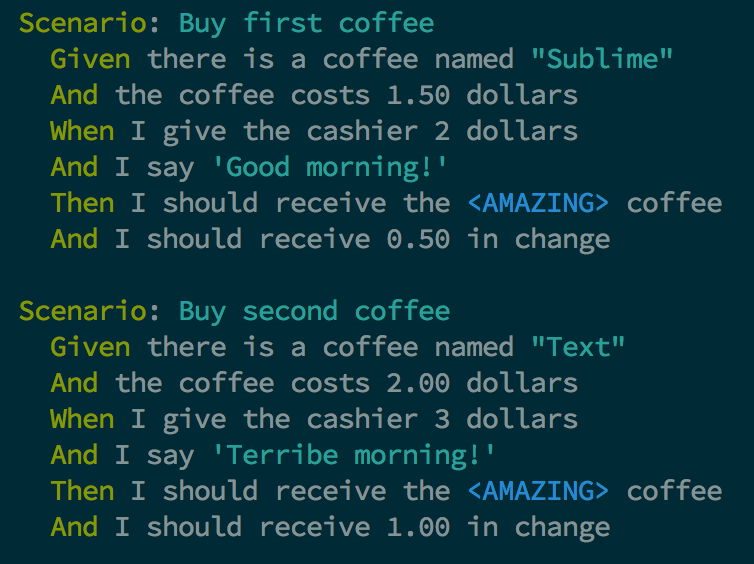 Scenario: Buy first coffee
Given there is a coffee named "Sublime"
And the coffee costs 1.50 dollars
When I give the cashier 2 dollars
And I say 'Good morning!'
Then I should receive the <AMAZING> coffee
And I should receive 0.50 in change
Scenario: Buy second coffee
Given there is a coffee named "Text"
And the coffee costs 2.00 dollars
When I give the cashier 3 dollars
And I say 'Terribe morning!'
Then I should receive the <AMAZING> coffee
And I should receive 1.00 in change